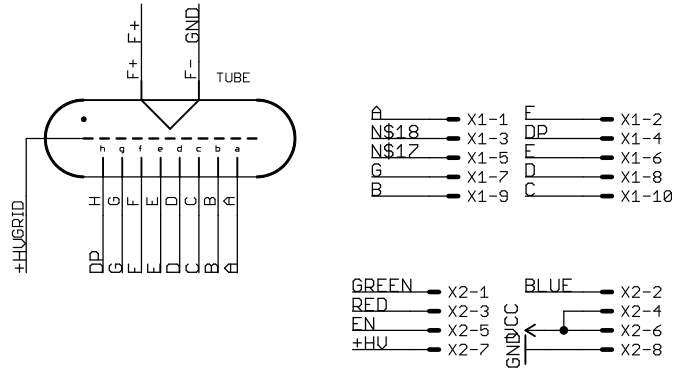 F+ F+
F- GND
TUBE
h g f e d c b a
H G F E D C B A
DP G F E D C B A
+HVGRID
A X1-1 F X1-2
N$18 X1-3 DP X1-4
N$17 X1-5 E X1-6
G X1-7 D X1-8
B X1-9 C X1-10
GREEN X2-1 BLUE X2-2
RED X2-3 X2-4
EN X2-5 VCC X2-6
+HV X2-7 GND X2-8